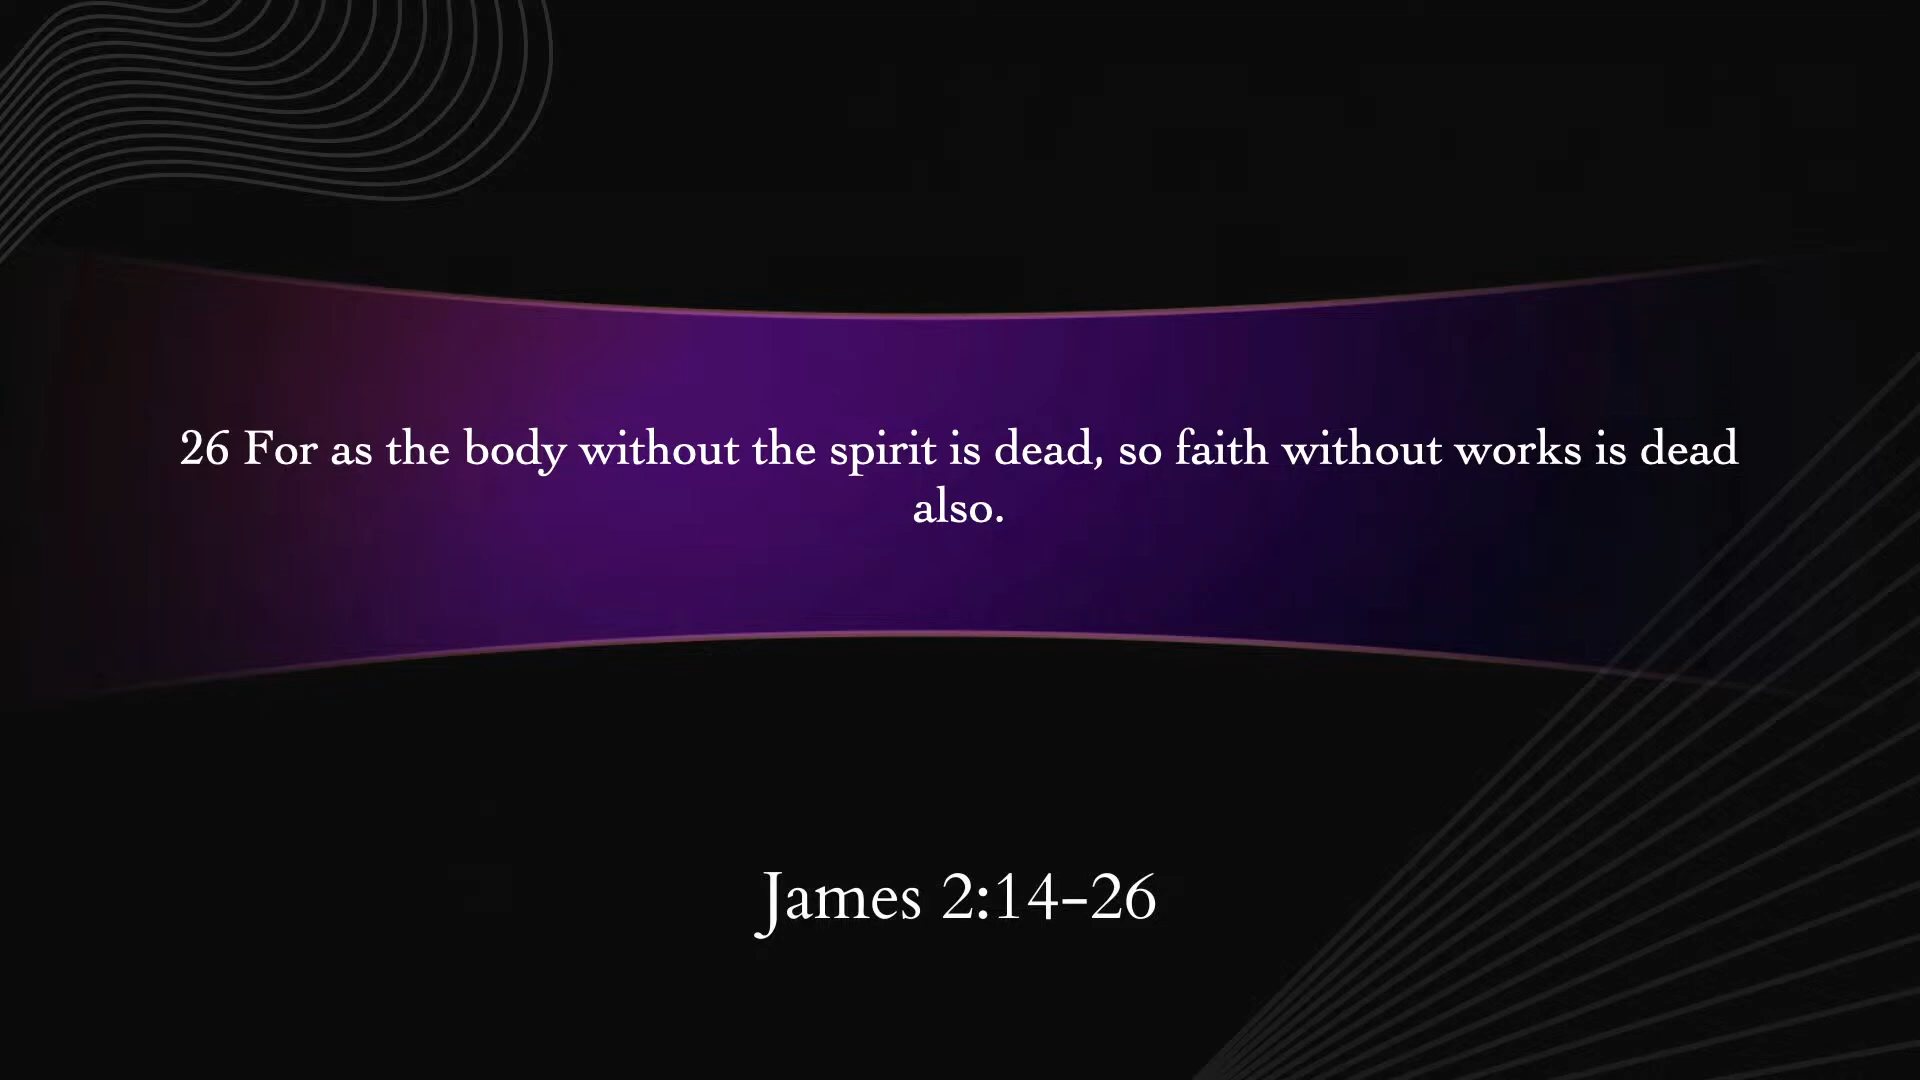 26 For as the body without the spirit is dead, so faith without works is dead
also.
James 2:14-26